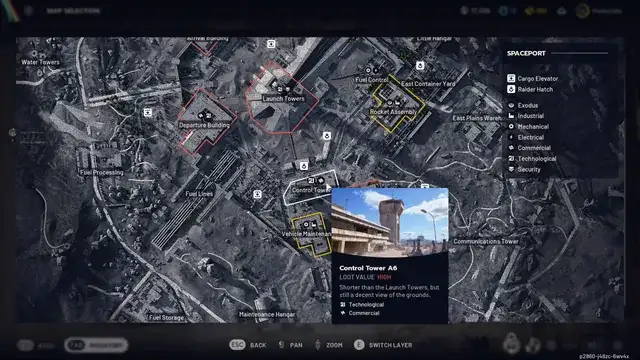 MAP SELECTION
Arrival Building
Little Hangar
Water Towers
Fuel Control
East Container Yard
Launch Towers
Rocket Assembly
Departure Building
East Plains Wareh
Fuel Processing
Fuel Lines
Control Tower
Vehicle Maintenan
Communications Tower
Fuel Storage
Maintenance Hangar
SPACEPORT
Cargo Elevator
Raider Hatch
Exodus
Industrial
Mechanical
Electrical
Commercial
Technological
Security
Control Tower A6
LOOT VALUE HIGH
Shorter than the Launch Towers, but
still a decent view of the grounds.
Technological
Commercial
TAB INVENTORY
ESC BACK
PAN
ZOOM
E SWITCH LAYER